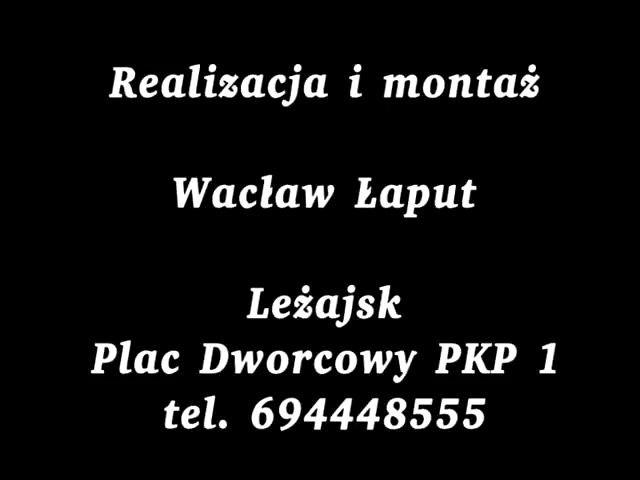 Realizacja i montaż
Wacław Łaput
Leżajsk
Plac Dworcowy PKP 1
tel. 694448555